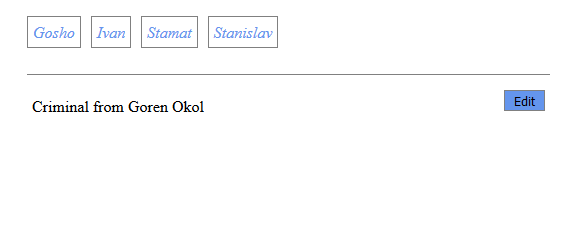 Gosho Ivan Stamat Stanislav
Criminal from Goren Okol Edit